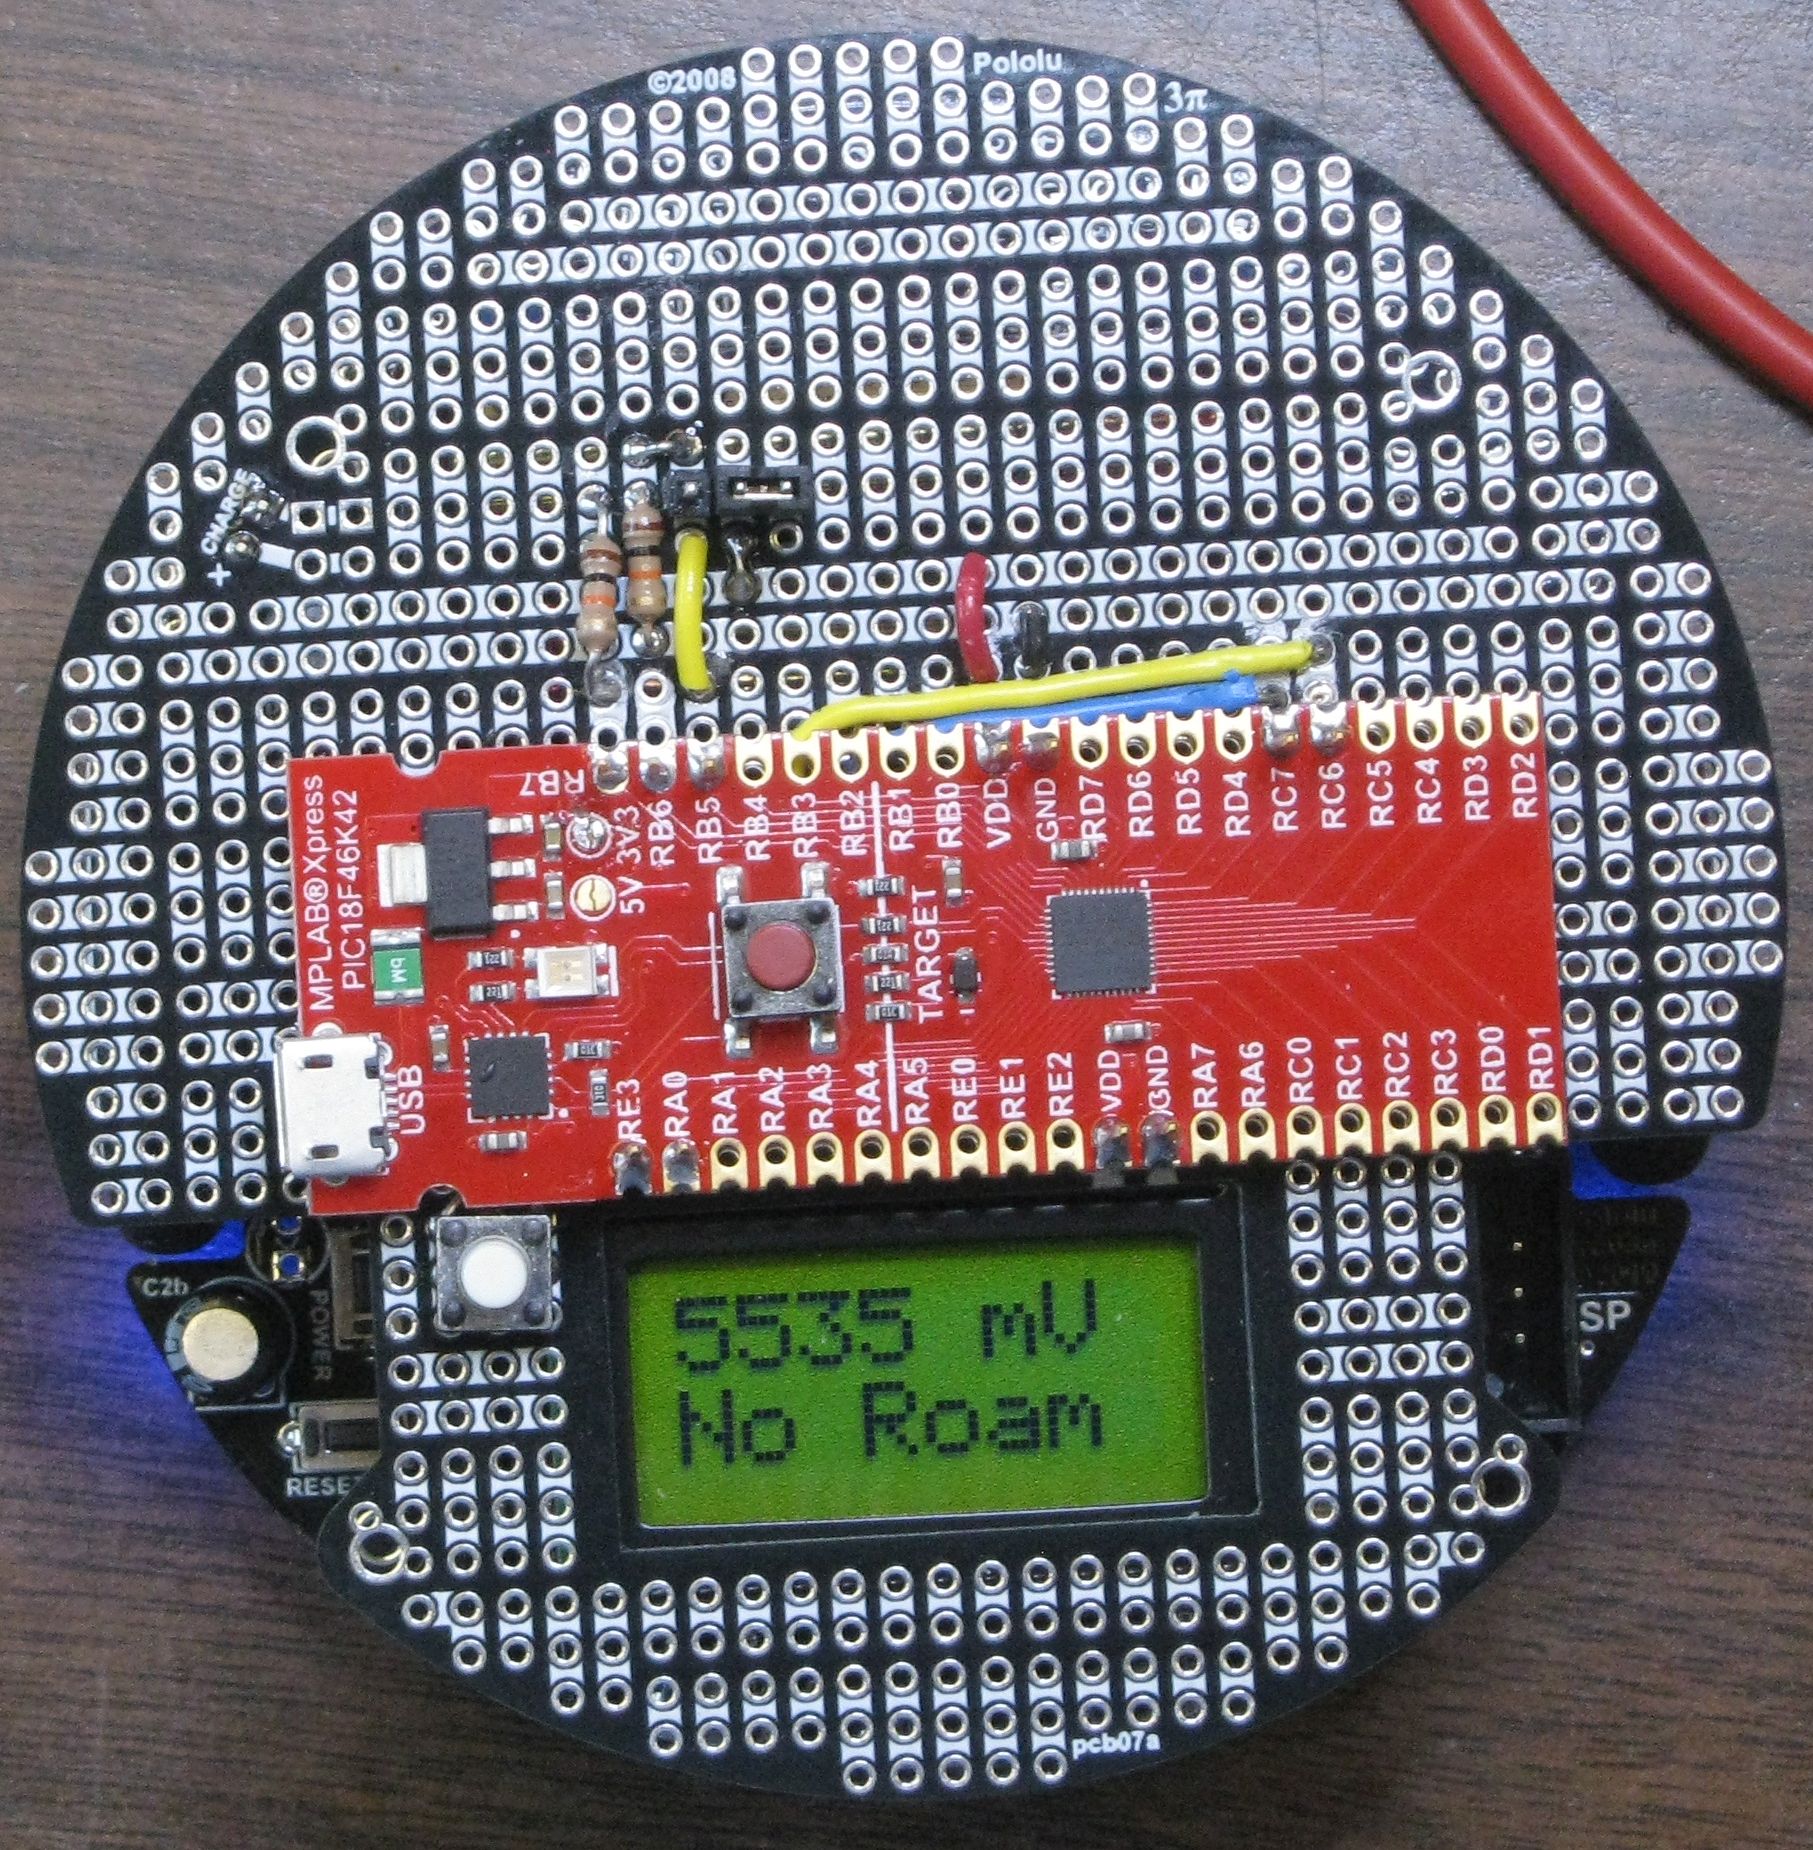 ©2008
Pololu
3π
CHARGE
+
MPLAB®Xpress
PIC18F46K42
RB7
RB6
RB5
RB4
RB3
RB2
RB1
RB0
VDD
GND
RD7
RD6
RD5
RD4
RC7
RC6
RC5
RC4
RD3
RD2
5V 3V3
TARGET
USB
RE3
RA0
RA1
RA2
RA3
RA4
RA5
RE0
RE1
RE2
VDD
GND
RA7
RA6
RC0
RC1
RC2
RC3
RD0
RD1
C2b
POWER
RESET
SP
5535 mV
No Roam
pcb07a